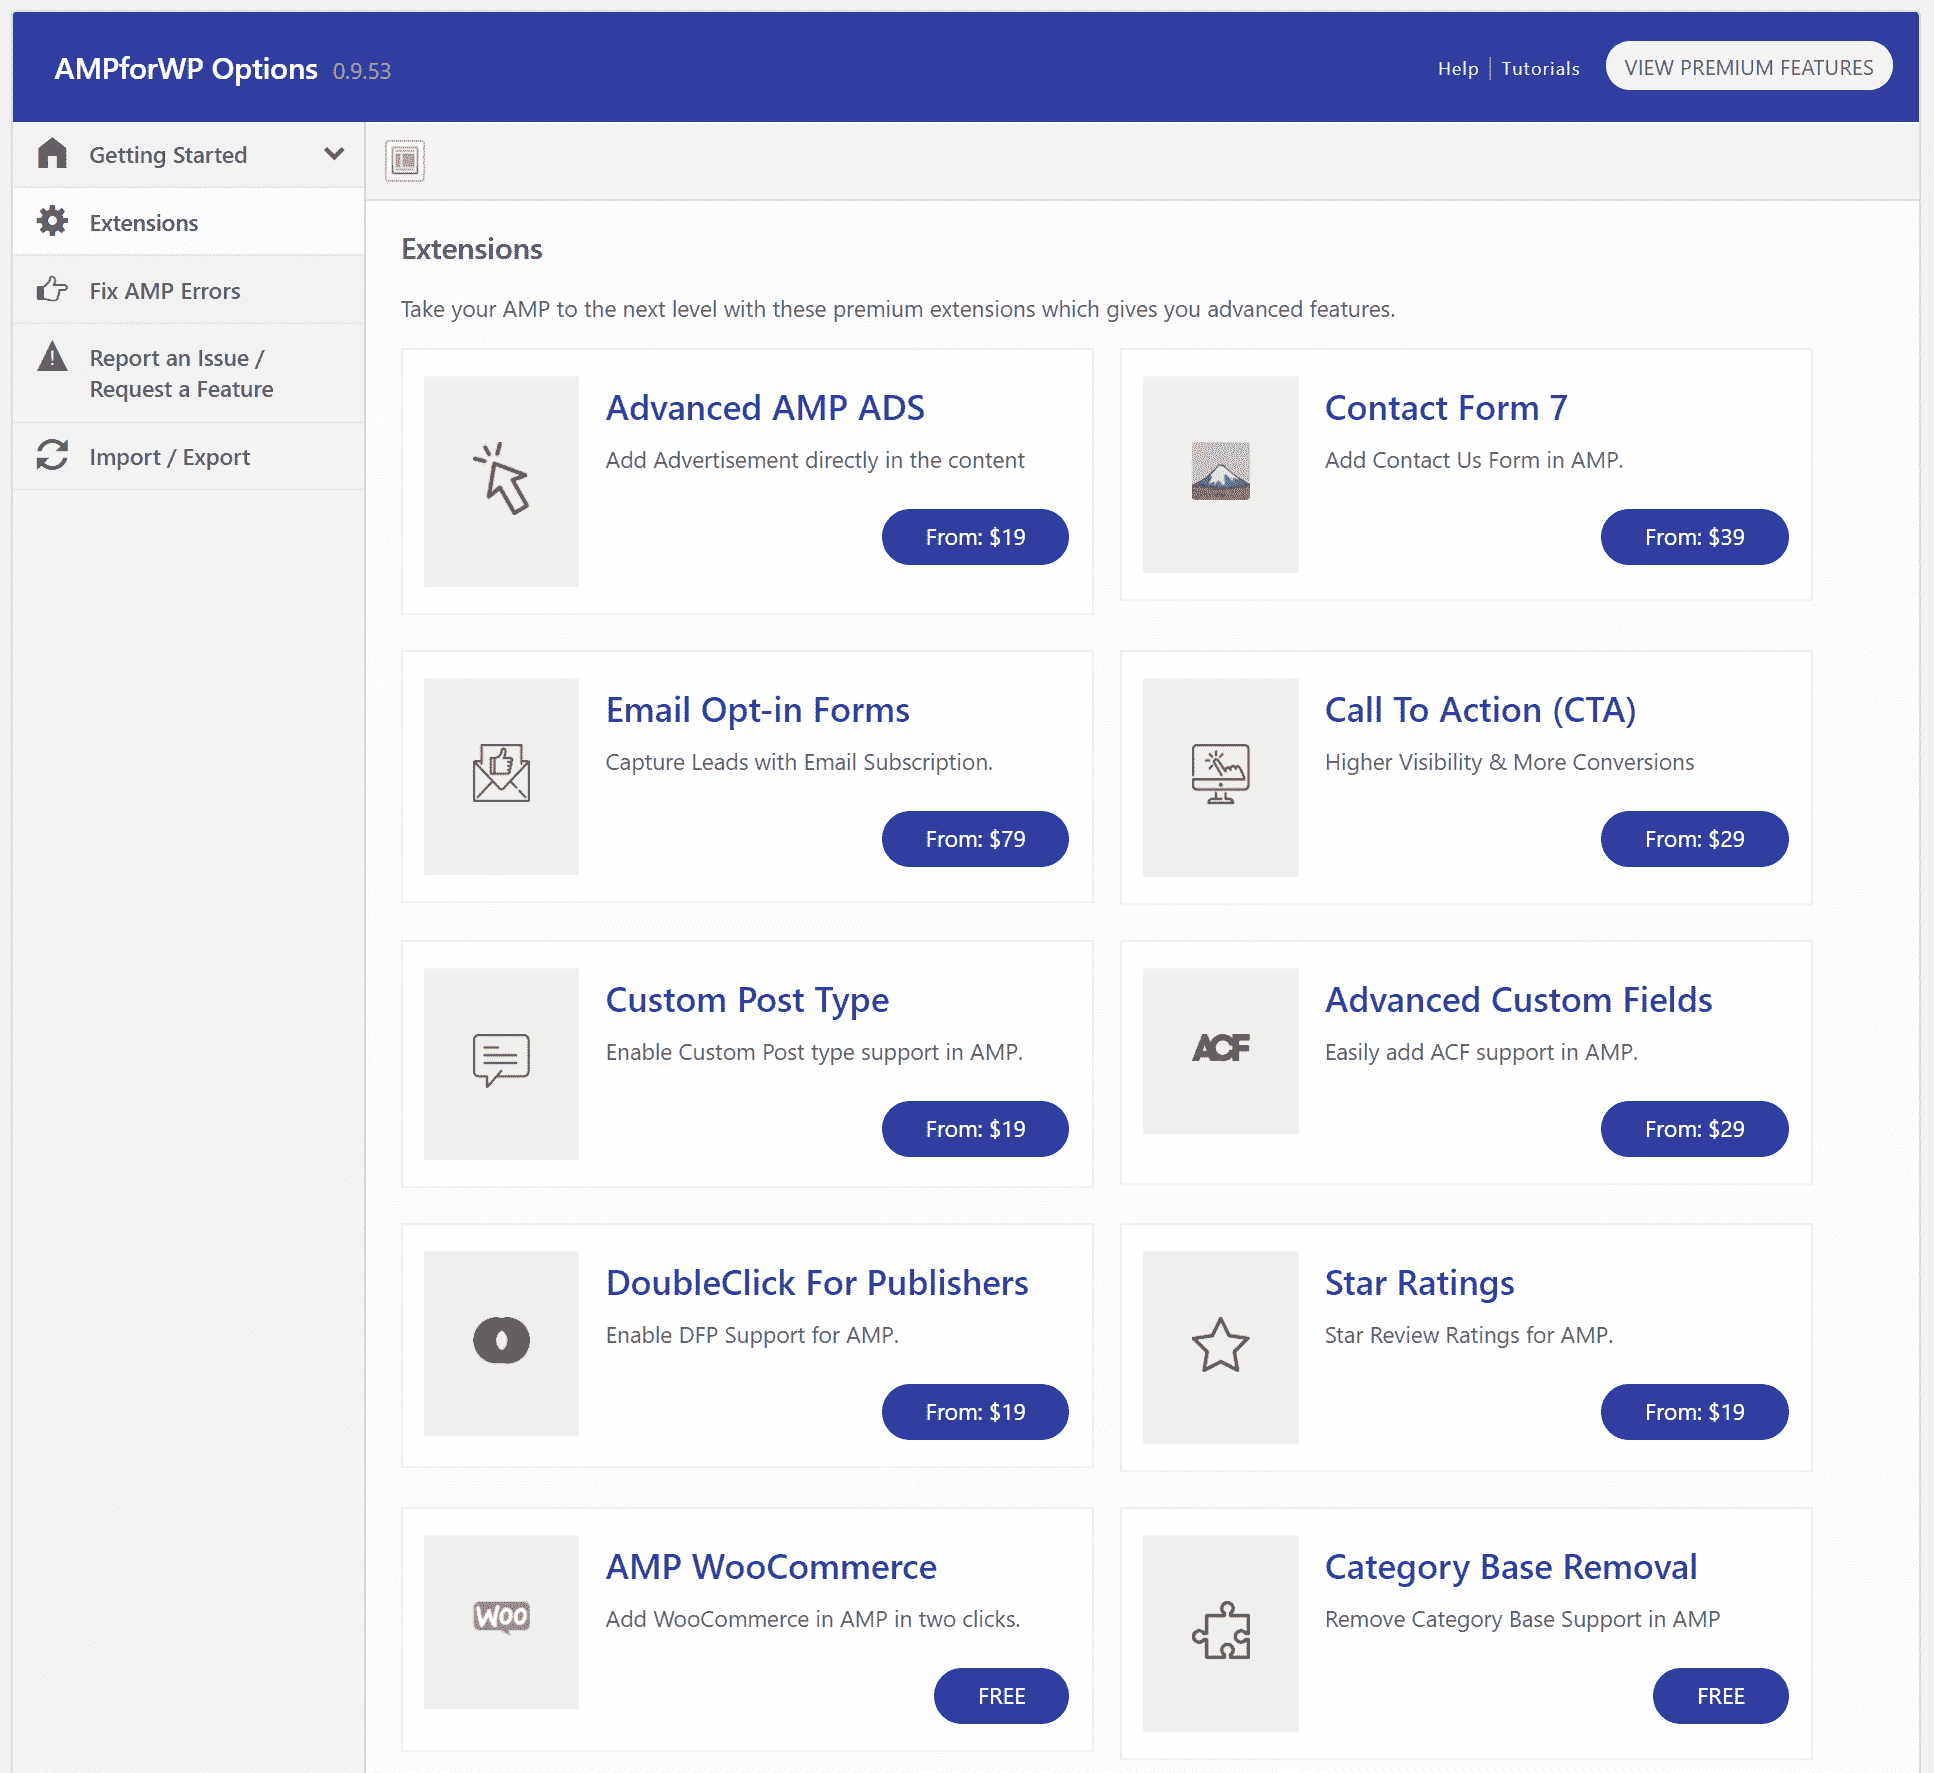 AMPforWP Options 0.9.53
Help | Tutorials
VIEW PREMIUM FEATURES
Getting Started
Extensions
Fix AMP Errors
Report an Issue /
Request a Feature
Import / Export
Extensions
Take your AMP to the next level with these premium extensions which gives you advanced features.
Advanced AMP ADS
Add Advertisement directly in the content
From: $19
Contact Form 7
Add Contact Us Form in AMP.
From: $39
Email Opt-in Forms
Capture Leads with Email Subscription.
From: $79
Call To Action (CTA)
Higher Visibility & More Conversions
From: $29
Custom Post Type
Enable Custom Post type support in AMP.
From: $19
ACF
Advanced Custom Fields
Easily add ACF support in AMP.
From: $29
DoubleClick For Publishers
Enable DFP Support for AMP.
From: $19
Star Ratings
Star Review Ratings for AMP.
From: $19
WOO
AMP WooCommerce
Add WooCommerce in AMP in two clicks.
FREE
Category Base Removal
Remove Category Base Support in AMP
FREE